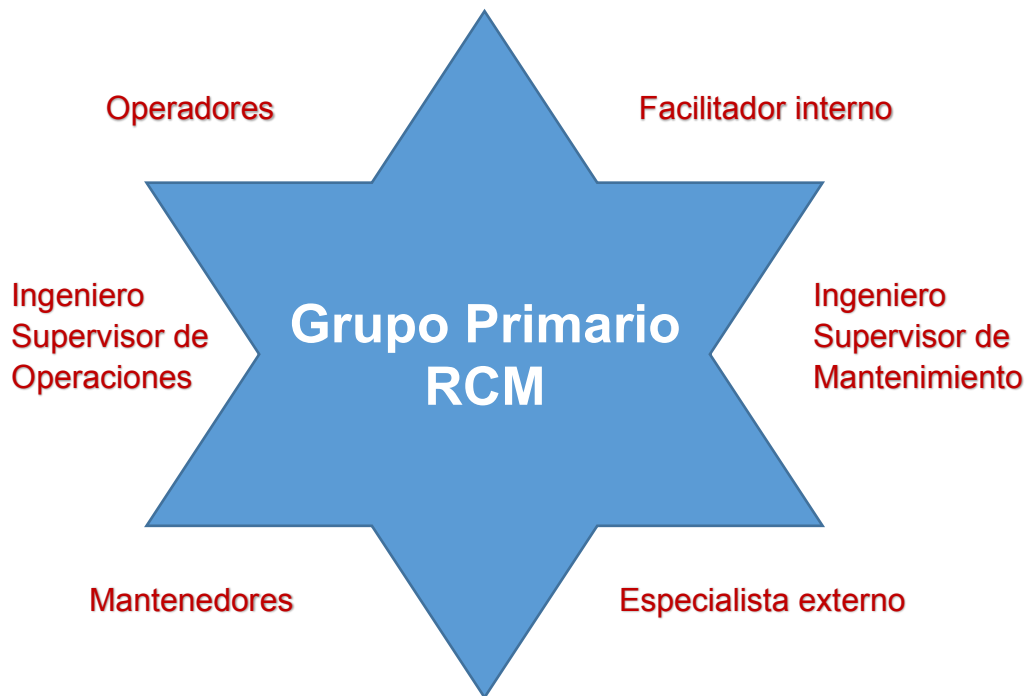 Operadores
Facilitador interno
Ingeniero
Supervisor de
Operaciones
Grupo Primario
RCM
Ingeniero
Supervisor de
Mantenimiento
Mantenedores
Especialista externo